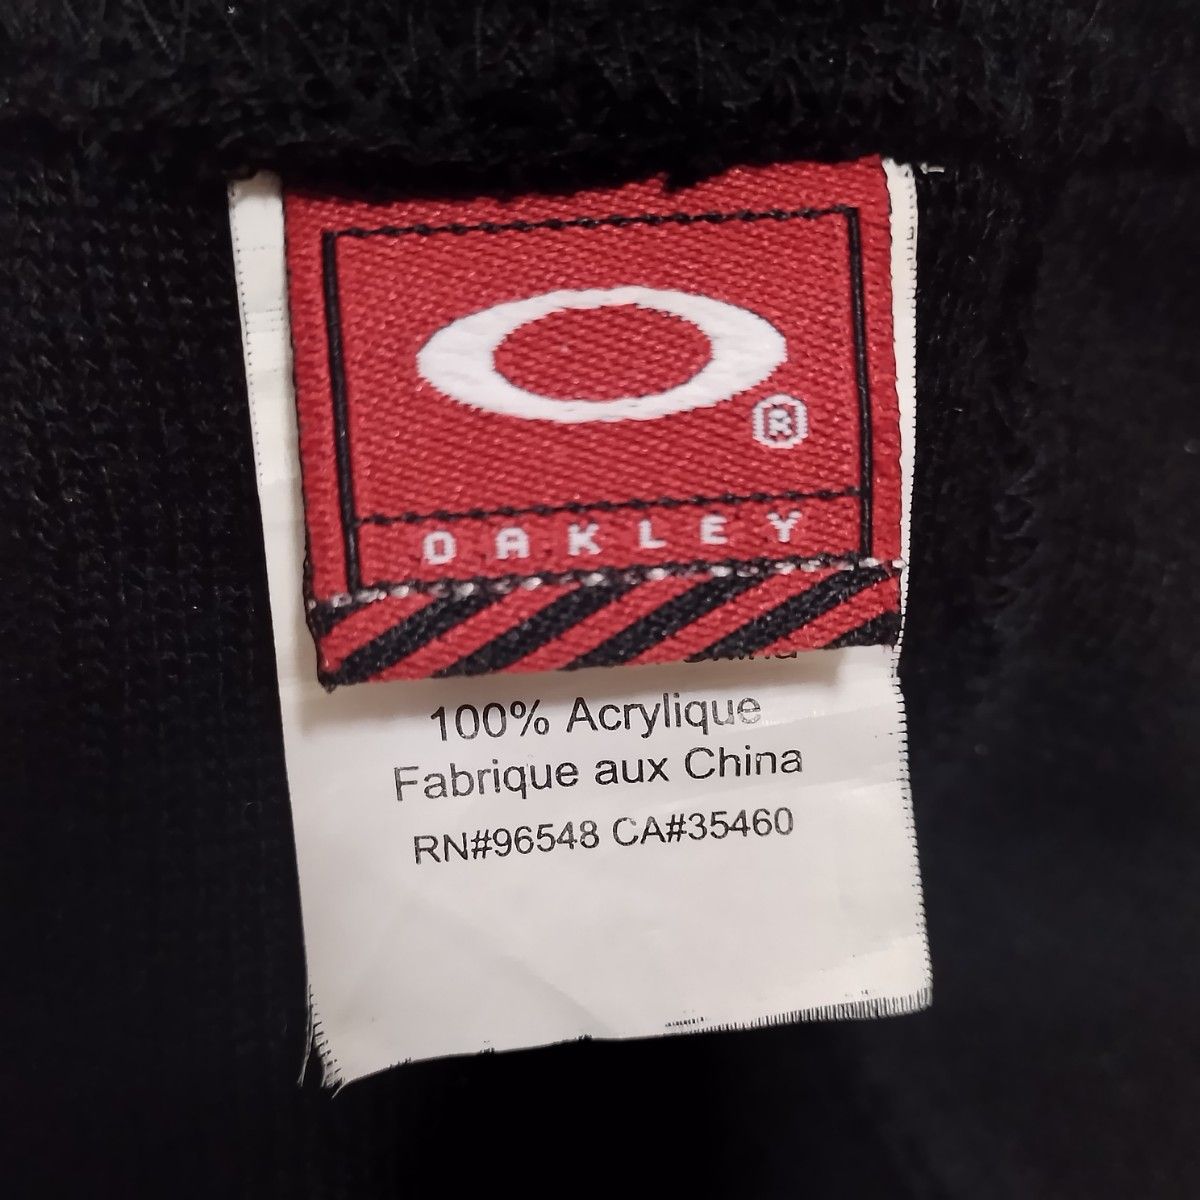 ®
OAKLEY
100% Acrylique
Fabrique aux China
RN#96548 CA#35460